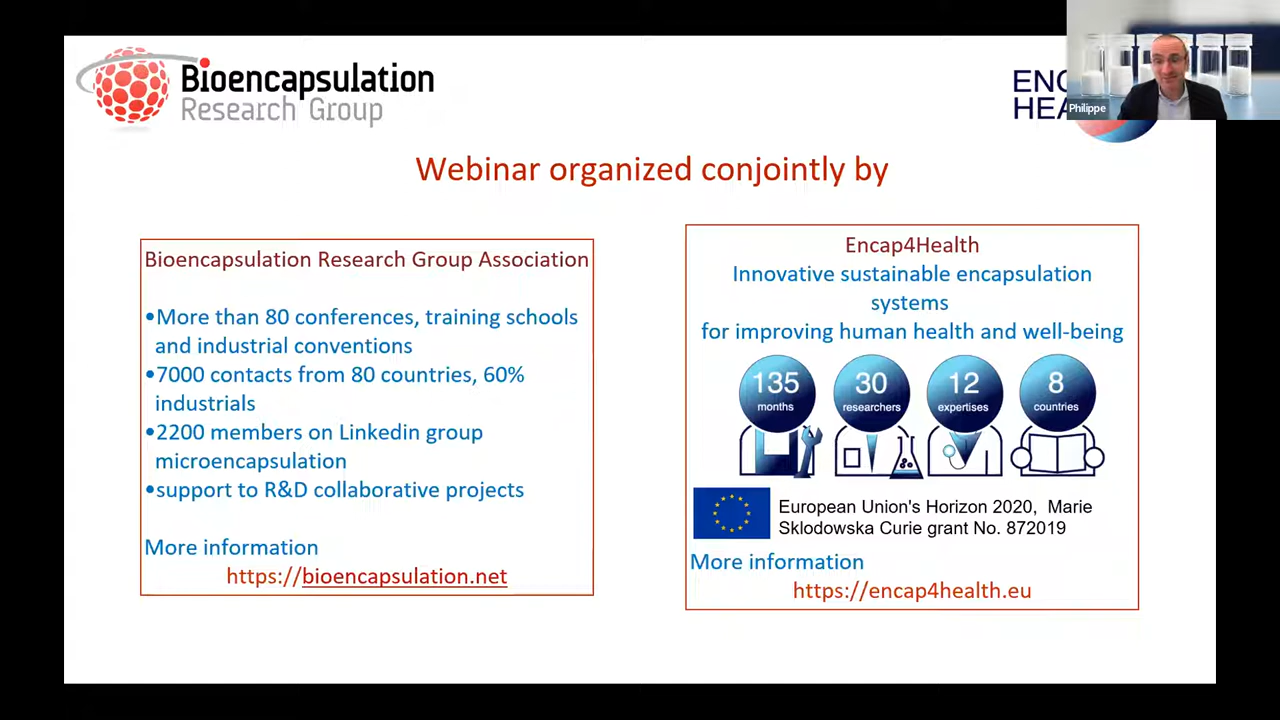 Bioencapsulation
Research Group
Philippe
Webinar organized conjointly by
Bioencapsulation Research Group Association
•More than 80 conferences, training schools
and industrial conventions
•7000 contacts from 80 countries, 60%
industrials
•2200 members on Linkedin group
microencapsulation
•support to R&D collaborative projects
More information
https://bioencapsulation.net
Encap4Health
Innovative sustainable encapsulation
systems
for improving human health and well-being
135
months
30
researchers
12
expertises
8
countries
European Union's Horizon 2020, Marie
Sklodowska Curie grant No. 872019
More information
https://encap4health.eu